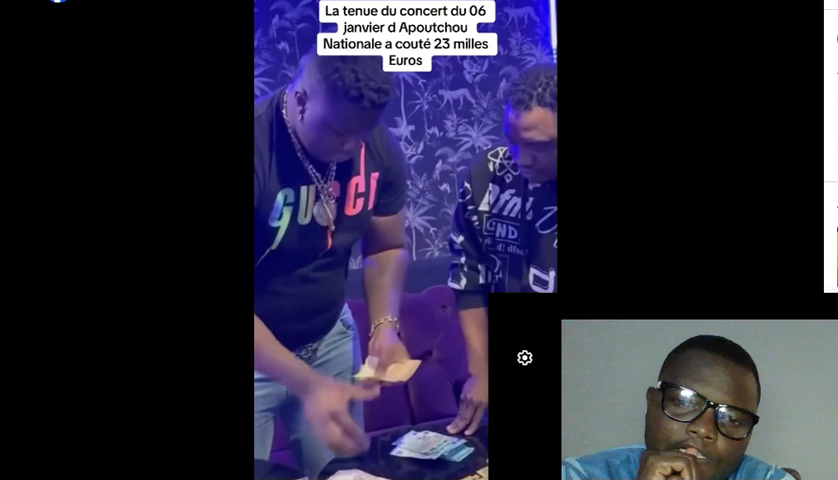 La tenue du concert du 06
janvier d Apoutchou
Nationale a couté 23 milles
Euros
GUCCI